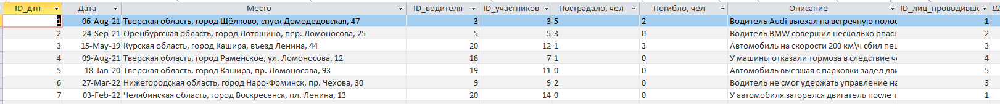 ID_дтп Дата Место ID_водителя ID_участников Пострадало, чел Погибло, чел Описание ID_лиц_проводивше
1 06-Aug-21 Тверская область, город Щёлково, спуск Домодедовская, 47 3 3 5 2 Водитель Audi выехал на встречную полос 1
2 24-Sep-21 Оренбургская область, город Лотошино, пер. Ломоносова, 25 5 5 3 0 Водитель BMW совершил несколько опасн 2
3 15-May-19 Курская область, город Кашира, въезд Ленина, 44 20 12 1 3 Автомобиль на скорости 200 км\ч сбил пеш 3
4 09-Aug-21 Тверская область, город Раменское, ул. Ломоносова, 12 18 7 1 0 У машины отказали тормоза в следствие че 4
5 18-Jan-20 Тверская область, город Кашира, пр. Ломоносова, 93 19 11 0 0 Автомобиль выезжая с парковки задел дви 5
6 27-Mar-22 Нижегородская область, город Наро-Фоминск, пр. Чехова, 30 9 9 2 0 Водитель не смог удержать управление на 3
7 03-Feb-22 Челябинская область, город Воскресенск, пл. Ленина, 13 20 14 0 0 У автомобиля загорелся двигатель после т 1